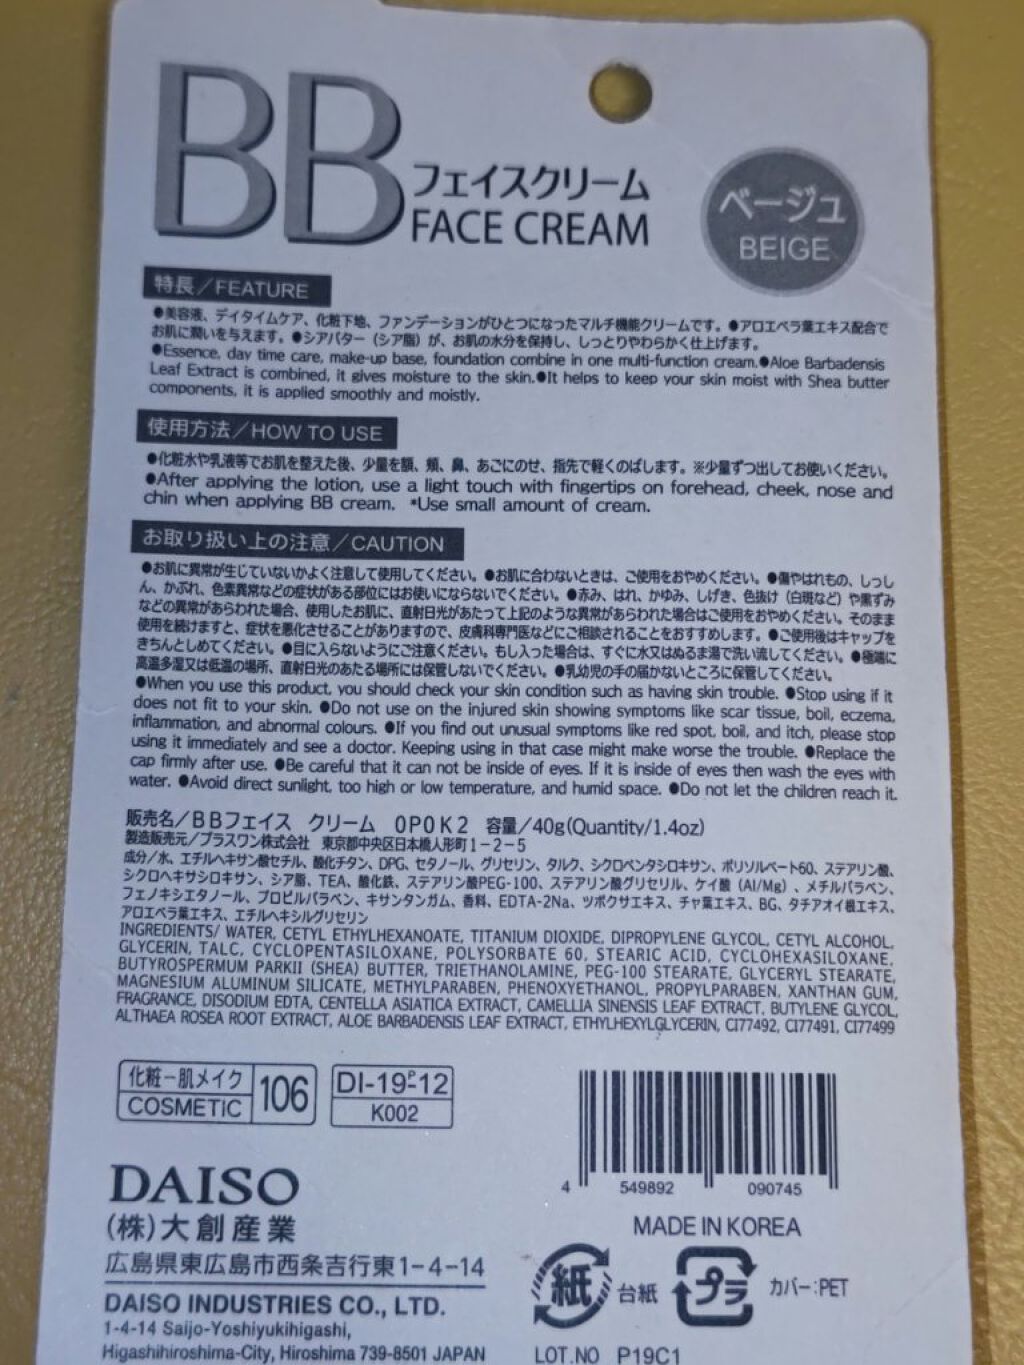 BB
フェイスクリーム
FACE CREAM
ベージュ
BEIGE
特長／FEATURE
●美容液、デイタイムケア、化粧下地、ファンデーションがひとつになったマルチ機能クリームです。●アロエベラ葉エキス配合で
お肌に潤いを与えます。●シアバター（シア脂）が、お肌の水分を保持し、しっとりやわらかく仕上げます。
●Essence, day time care, make-up base, foundation combine in one multi-function cream.●Aloe Barbadensis
Leaf Extract is combined, it gives moisture to the skin.●It helps to keep your skin moist with Shea butter
components, it is applied smoothly and moistly.
使用方法／HOW TO USE
●化粧水や乳液等でお肌を整えた後、少量を額、頬、鼻、あごにのせ、指先で軽くのばします。※少量ずつ出してお使いください。
●After applying the lotion, use a light touch with fingertips on forehead, cheek, nose and
chin when applying BB cream. *Use small amount of cream.
お取り扱い上の注意／CAUTION
●お肌に異常が生じていないかよく注意して使用してください。●お肌に合わないときは、ご使用をおやめください。●傷やはれもの、しっし
ん、かぶれ、色素異常などの症状がある部位にはお使いにならないでください。●赤み、はれ、かゆみ、しげき、色抜け（白斑など）や黒ずみ
などの異常があらわれた場合、使用したお肌に、直射日光があたって上記のような異常があらわれた場合はご使用をおやめください。そのまま
使用を続けますと、症状を悪化させることがありますので、皮膚科専門医などにご相談されることをおすすめします。●ご使用後はキャップを
きちんとしめてください。●目に入らないようにご注意ください。もし入った場合は、すぐに水又はぬるま湯で洗い流してください。●極端に
高温多湿又は低温の場所、直射日光のあたる場所には保管しないでください。●乳幼児の手の届かないところに保管してください。
●When you use this product, you should check your skin condition such as having skin trouble. ●Stop using if it
does not fit to your skin. ●Do not use on the injured skin showing symptoms like scar tissue, boil, eczema,
inflammation, and abnormal colours. ●If you find out unusual symptoms like red spot, boil, and itch, please stop
using it immediately and see a doctor. Keeping using in that case might make worse the trouble. ●Replace the
cap firmly after use. ●Be careful that it can not be inside of eyes. If it is inside of eyes then wash the eyes with
water. ●Avoid direct sunlight, too high or low temperature, and humid space. ●Do not let the children reach it.
販売名／BBフェイス クリーム OPOK2 容量／40g(Quantity/1.4oz)
製造販売元／プラスワン株式会社 東京都中央区日本橋人形町1-2-5
成分／水、エチルヘキサン酸セチル、酸化チタン、DPG、セタノール、グリセリン、タルク、シクロペンタシロキサン、ポリソルベート60、ステアリン酸、
シクロヘキサシロキサン、シア脂、TEA、酸化鉄、ステアリン酸PEG-100、ステアリン酸グリセリル、ケイ酸（Al/Mg）、メチルパラベン、
フェノキシエタノール、プロピルパラベン、キサンタンガム、香料、EDTA-2Na、ツボクサエキス、チャ葉エキス、BG、タチアオイ根エキス、
アロエベラ葉エキス、エチルヘキシルグリセリン
INGREDIENTS/ WATER, CETYL ETHYLHEXANOATE, TITANIUM DIOXIDE, DIPROPYLENE GLYCOL, CETYL ALCOHOL,
GLYCERIN, TALC, CYCLOPENTASILOXANE, POLYSORBATE 60, STEARIC ACID, CYCLOHEXASILOXANE,
BUTYROSPERMUM PARKII (SHEA) BUTTER, TRIETHANOLAMINE, PEG-100 STEARATE, GLYCERYL STEARATE,
MAGNESIUM ALUMINUM SILICATE, METHYLPARABEN, PHENOXYETHANOL, PROPYLPARABEN, XANTHAN GUM,
FRAGRANCE, DISODIUM EDTA, CENTELLA ASIATICA EXTRACT, CAMELLIA SINENSIS LEAF EXTRACT, BUTYLENE GLYCOL,
ALTHAEA ROSEA ROOT EXTRACT, ALOE BARBADENSIS LEAF EXTRACT, ETHYLHEXYLGLYCERIN, CI77492, CI77491, CI77499
化粧－肌メイク
COSMETIC
106
DI-19-P-12
K002
4 549892 090745
DAISO
(株)大創産業
MADE IN KOREA
広島県東広島市西条吉行東1-4-14
紙 台紙
プラ カバー：PET
DAISO INDUSTRIES CO., LTD.
1-4-14 Saijo-Yoshiyukihigashi,
Higashihiroshima-City, Hiroshima 739-8501 JAPAN
LOT.NO P19C1